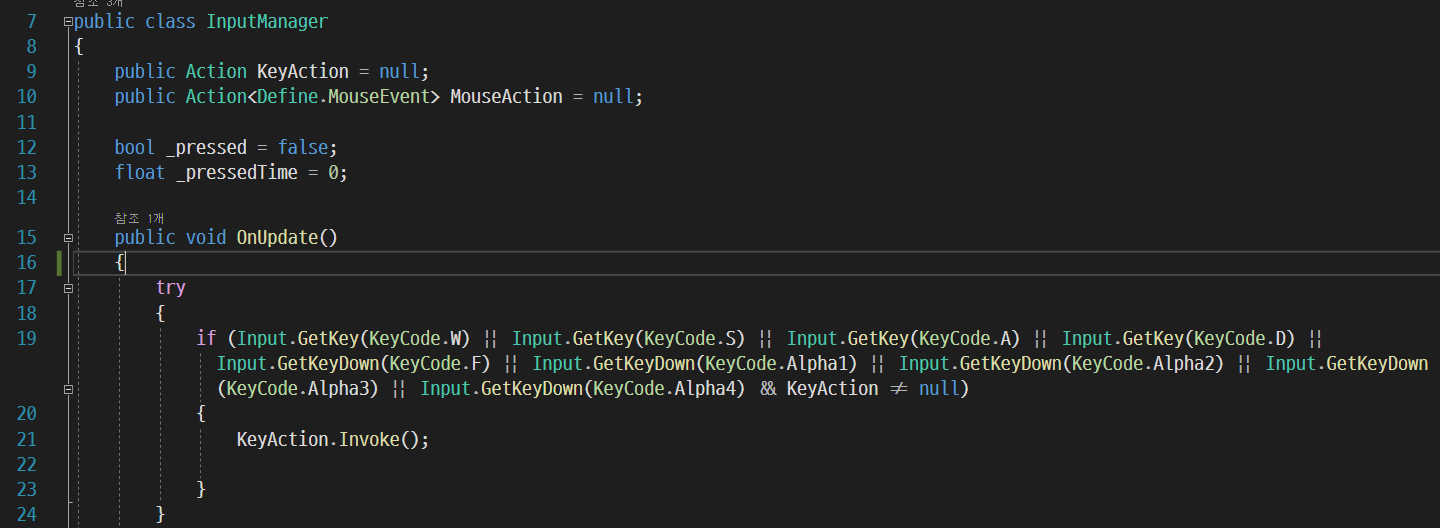 참조 3개
7 public class InputManager
8 {
9 public Action KeyAction = null;
10 public Action<Define.MouseEvent> MouseAction = null;
11
12 bool _pressed = false;
13 float _pressedTime = 0;
14
참조 1개
15 public void OnUpdate()
16 {
17 try
18 {
19 if (Input.GetKey(KeyCode.W) || Input.GetKey(KeyCode.S) || Input.GetKey(KeyCode.A) || Input.GetKey(KeyCode.D) ||
Input.GetKeyDown(KeyCode.F) || Input.GetKeyDown(KeyCode.Alpha1) || Input.GetKeyDown(KeyCode.Alpha2) || Input.GetKeyDown
(KeyCode.Alpha3) || Input.GetKeyDown(KeyCode.Alpha4) && KeyAction != null)
20 {
21 KeyAction.Invoke();
22
23 }
24 }